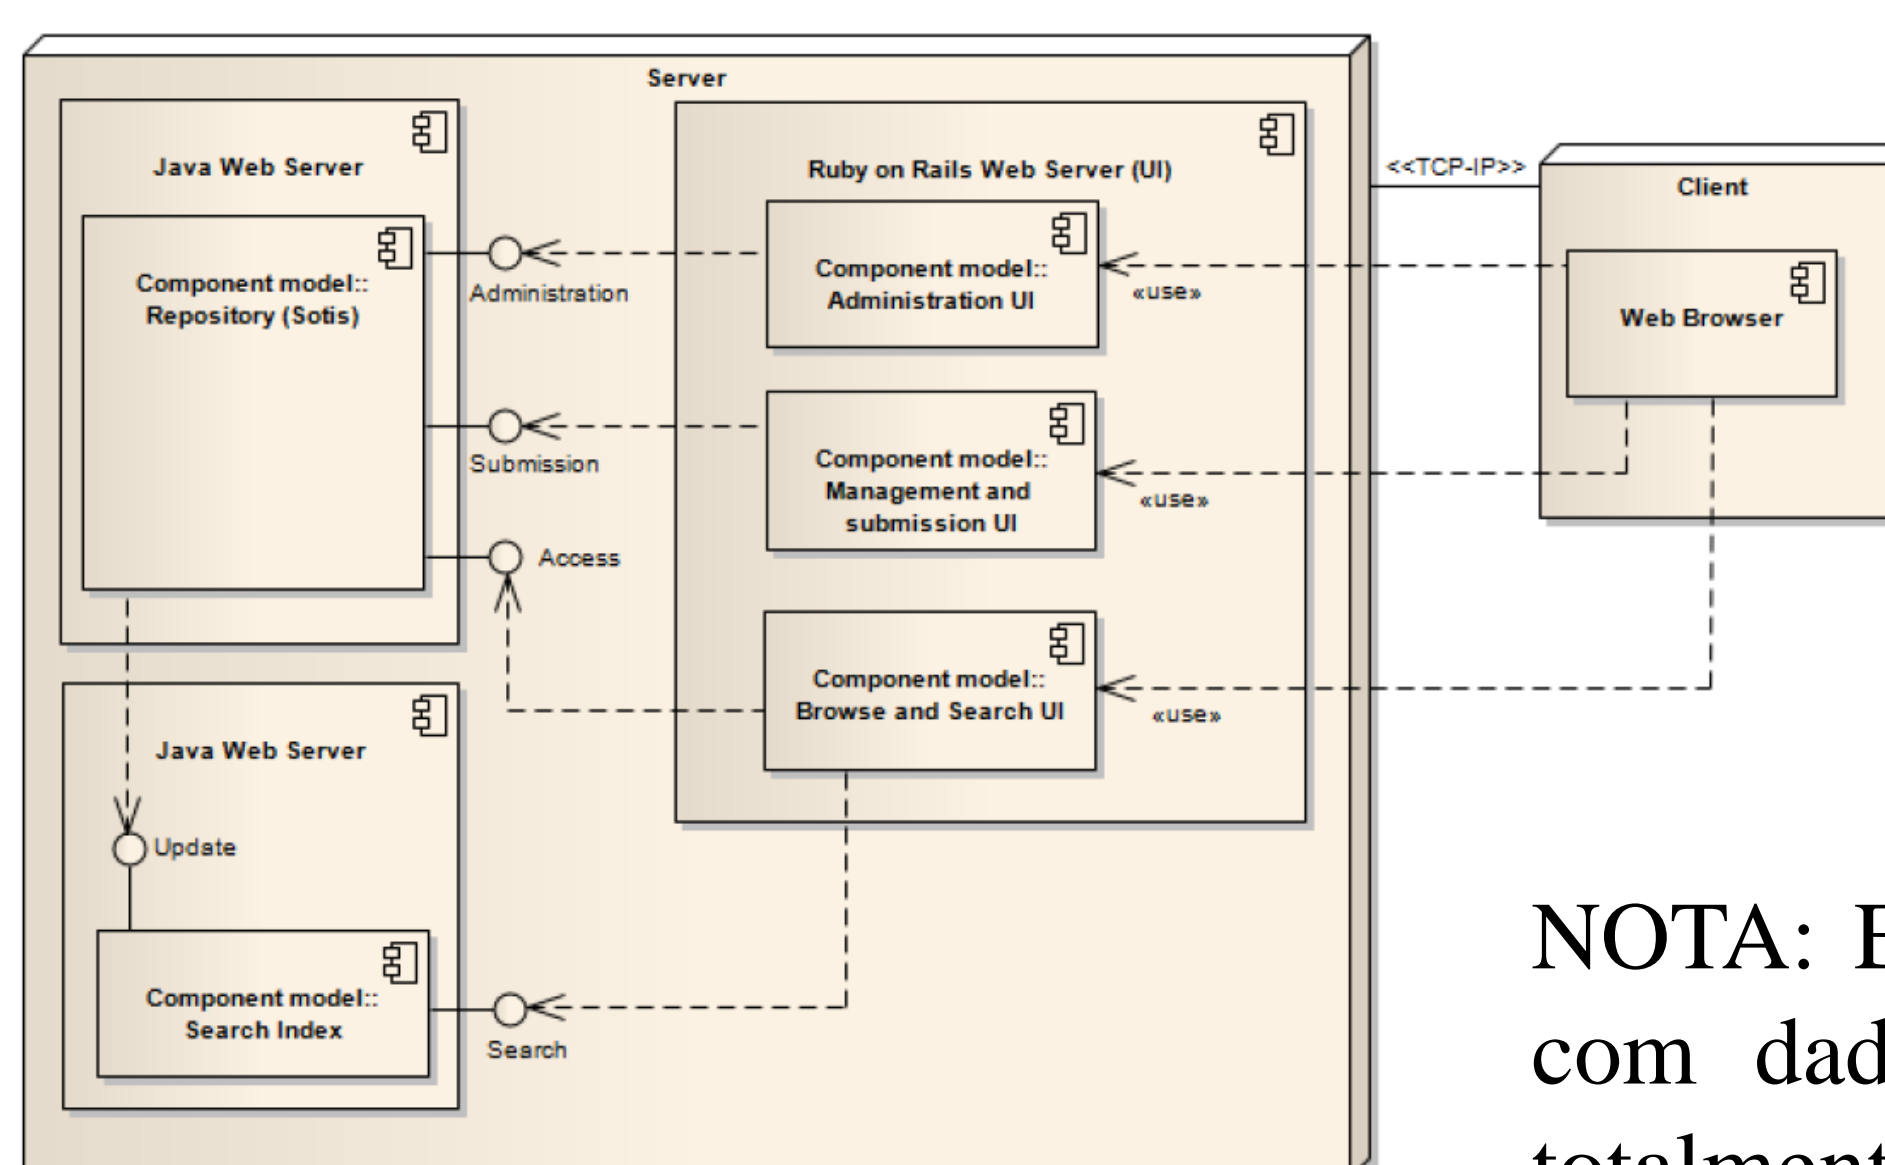 Server
Java Web Server
Component model::
Repository (Sotis)
Administration
Submission
Access
Ruby on Rails Web Server (UI)
Component model::
Administration UI
Component model::
Management and
submission UI
Component model::
Browse and Search UI
«use»
«use»
«use»
<<TCP-IP>>
Client
Web Browser
Java Web Server
Update
Component model::
Search Index
Search
NOTA:
com